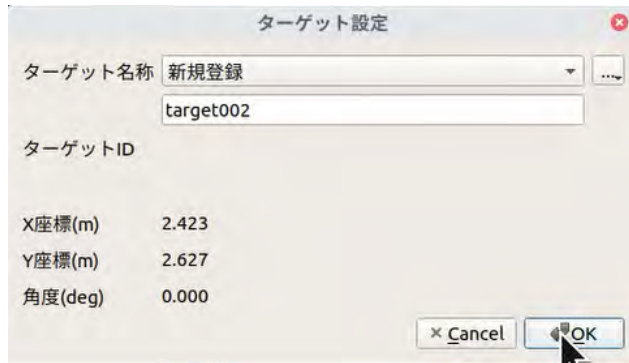 ターゲット設定
ターゲット名称 新規登録 ...
target002
ターゲットID
X座標(m) 2.423
Y座標(m) 2.627
角度(deg) 0.000
Cancel OK